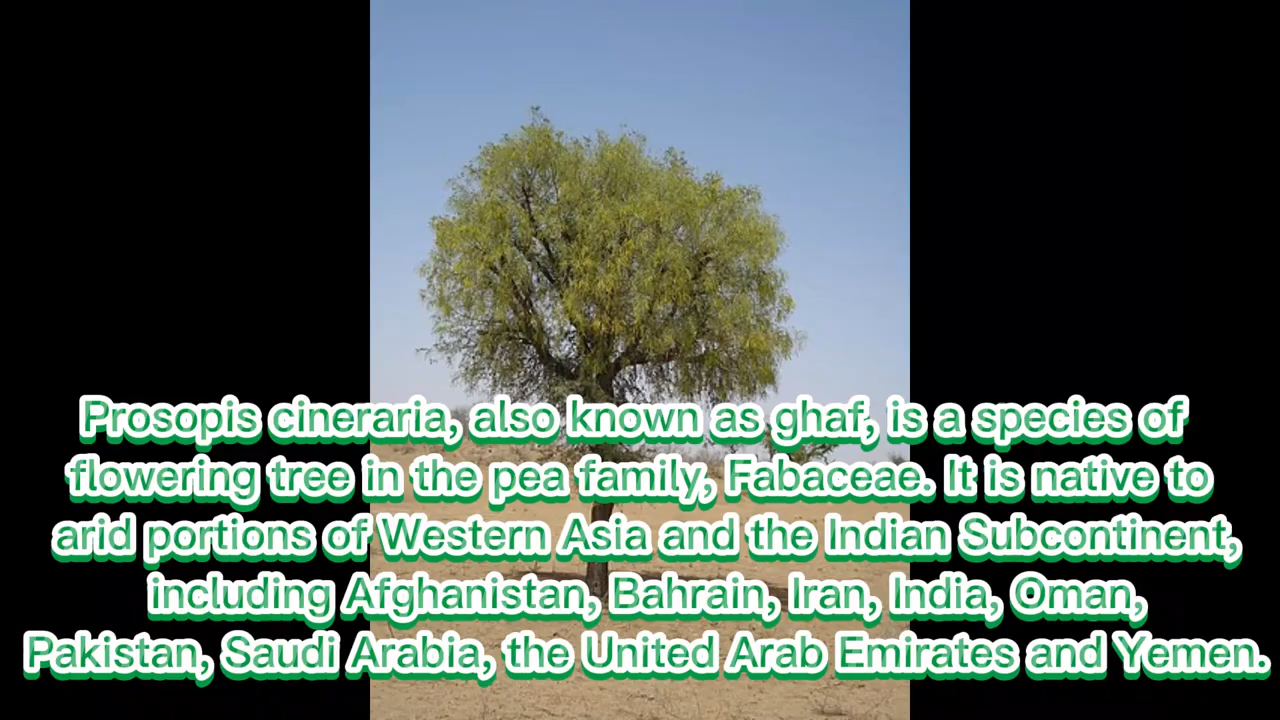 Prosopis cineraria, also known as ghaf, is a species of
flowering tree in the pea family, Fabaceae. It is native to
arid portions of Western Asia and the Indian Subcontinent,
including Afghanistan, Bahrain, Iran, India, Oman,
Pakistan, Saudi Arabia, the United Arab Emirates and Yemen.